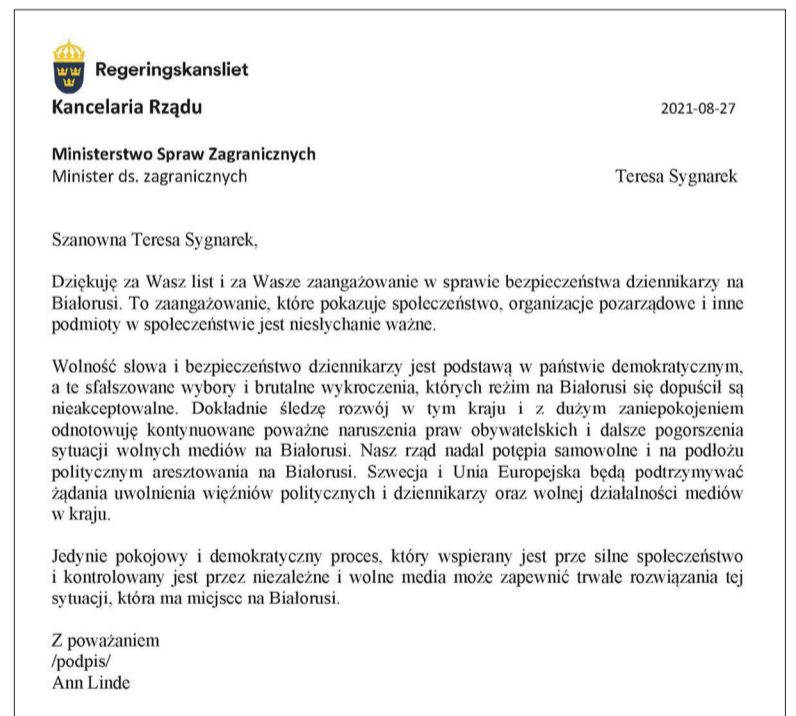 Regeringskansliet
Kancelaria Rządu 2021-08-27
Ministerstwo Spraw Zagranicznych
Minister ds. zagranicznych Teresa Sygnarek
Szanowna Teresa Sygnarek,
Dziękuję za Wasz list i za Wasze zaangażowanie w sprawie bezpieczeństwa dziennikarzy na
Białorusi. To zaangażowanie, które pokazuje społeczeństwo, organizacje pozarządowe i inne
podmioty w społeczeństwie jest niesłychanie ważne.
Wolność słowa i bezpieczeństwo dziennikarzy jest podstawą w państwie demokratycznym,
a te sfałszowane wybory i brutalne wykroczenia, których reżim na Białorusi się dopuścił są
nieakceptowalne. Dokładnie śledzę rozwój w tym kraju i z dużym zaniepokojeniem
odnotowuję kontynuowane poważne naruszenia praw obywatelskich i dalsze pogorszenia
sytuacji wolnych mediów na Białorusi. Nasz rząd nadal potępia samowolne i na podłożu
politycznym aresztowania na Białorusi. Szwecja i Unia Europejska będą podtrzymywać
żądania uwolnienia więźniów politycznych i dziennikarzy oraz wolnej działalności mediów
w kraju.
Jedynie pokojowy i demokratyczny proces, który wspierany jest prze silne społeczeństwo
i kontrolowany jest przez niezależne i wolne media może zapewnić trwałe rozwiązania tej
sytuacji, która ma miejsce na Białorusi.
Z poważaniem
/podpis/
Ann Linde